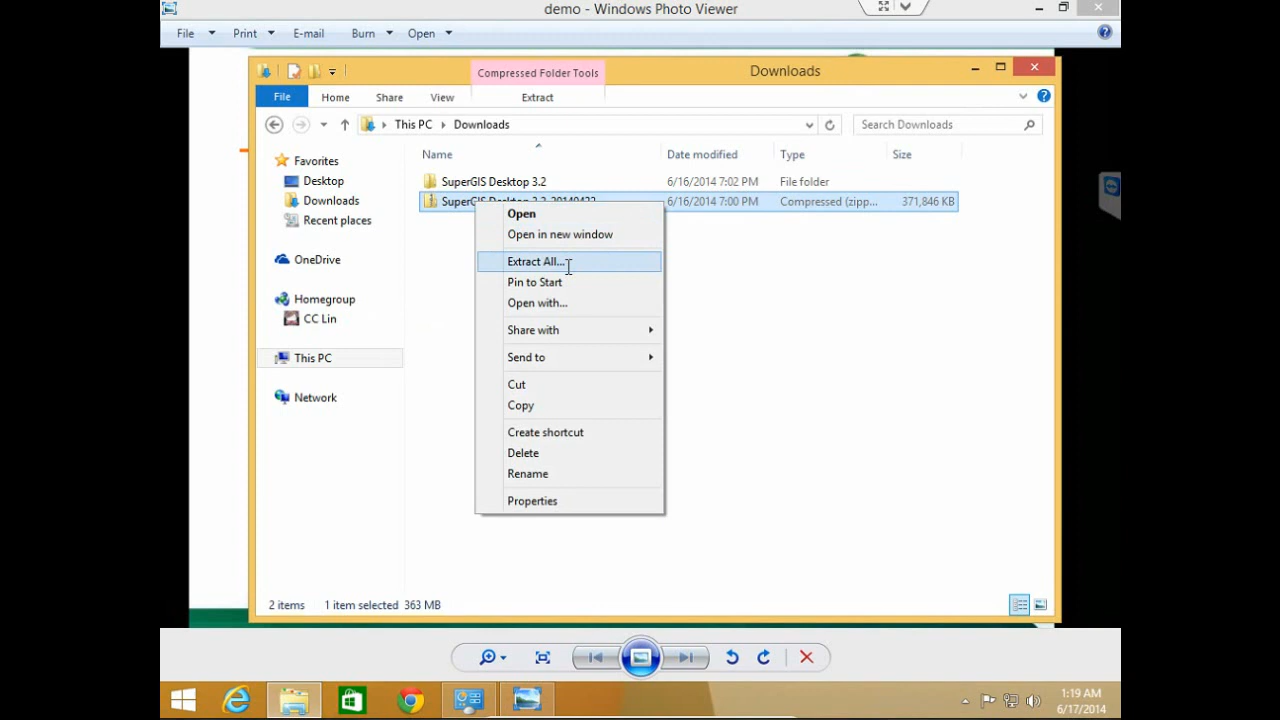 demo - Windows Photo Viewer
File Print E-mail Burn Open
Compressed Folder Tools Downloads
File Home Share View Extract
This PC Downloads Search Downloads
Name Date modified Type Size
Favorites
Desktop
Downloads
Recent places
OneDrive
Homegroup
CC Lin
This PC
Network
SuperGIS Desktop 3.2 6/16/2014 7:02 PM File folder
6/16/2014 7:00 PM Compressed (zipp... 371,846 KB
Open
Open in new window
Extract All...
Pin to Start
Open with...
Share with
Send to
Cut
Copy
Create shortcut
Delete
Rename
Properties
2 items 1 item selected 363 MB
1:19 AM
6/17/2014